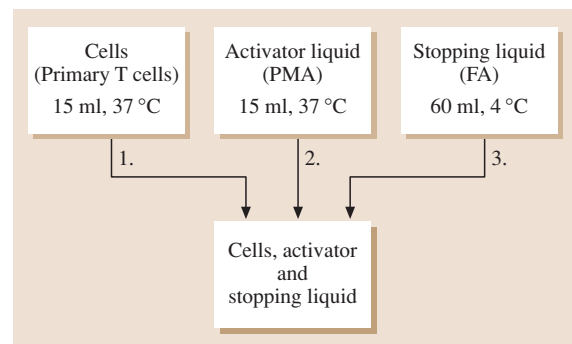 Cells
(Primary T cells)
15 ml, 37 °C
Activator liquid
(PMA)
15 ml, 37 °C
Stopping liquid
(FA)
60 ml, 4 °C
1.
2.
3.
Cells, activator
and
stopping liquid